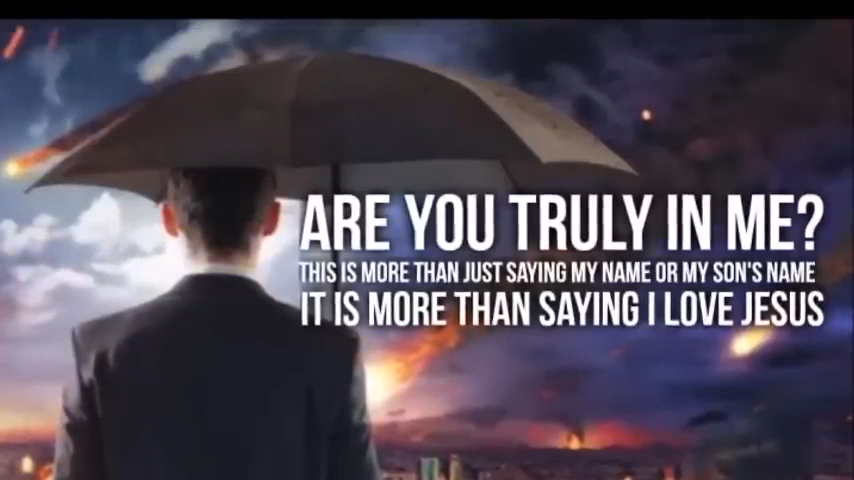 ARE YOU TRULY IN ME?
THIS IS MORE THAN JUST SAYING MY NAME OR MY SON'S NAME
IT IS MORE THAN SAYING I LOVE JESUS